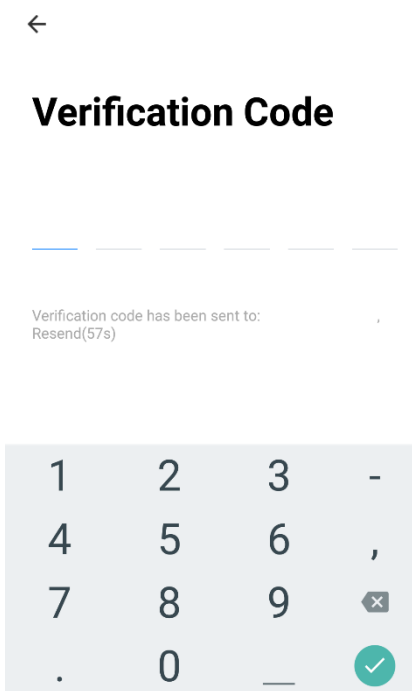 Verification Code
Verification code has been sent to: ,
Resend(57s)
1 2 3 -
4 5 6 ,
7 8 9
. 0 _